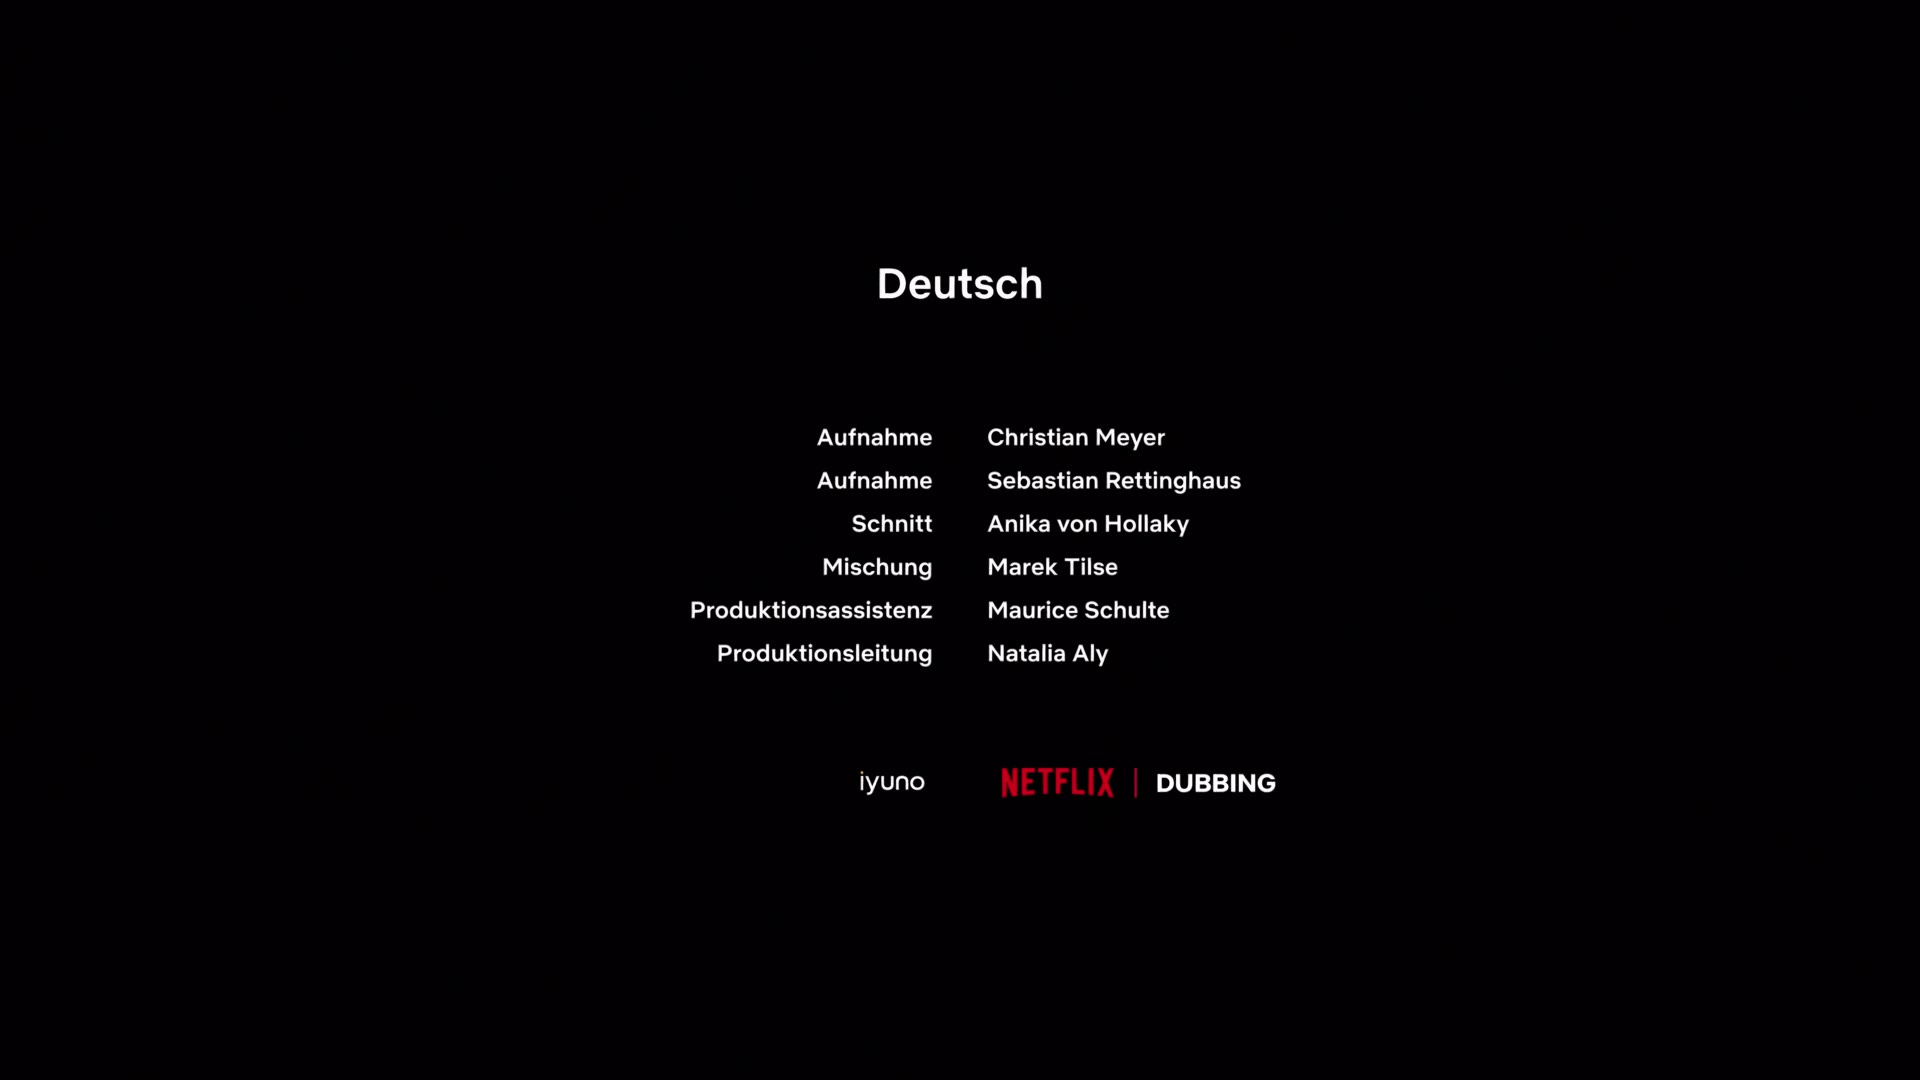 Deutsch
Aufnahme Christian Meyer
Aufnahme Sebastian Rettinghaus
Schnitt Anika von Hollaky
Mischung Marek Tilse
Produktionsassistenz Maurice Schulte
Produktionsleitung Natalia Aly
iyuno NETFLIX | DUBBING